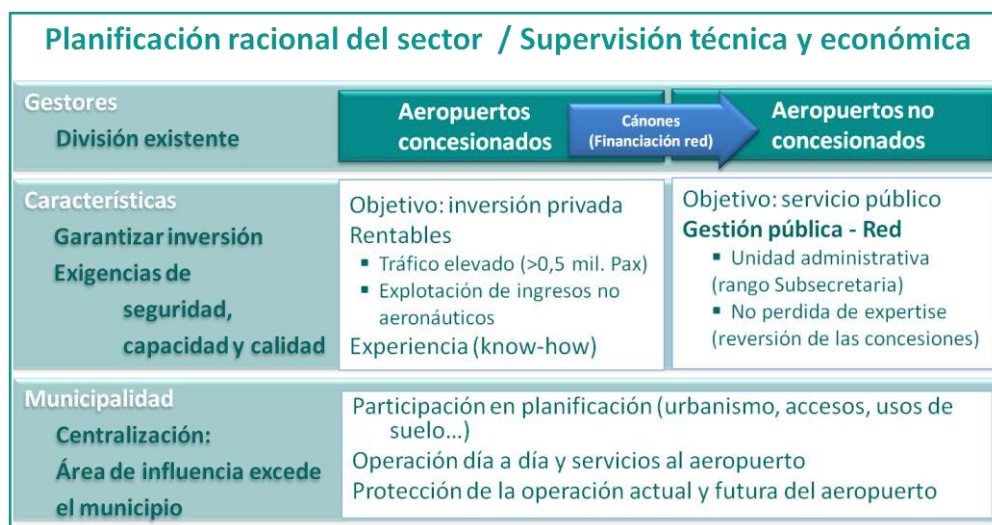 Planificación racional del sector / Supervisión técnica y económica
Gestores
División existente
Aeropuertos
concesionados
Cánones
(Financiación red)
Aeropuertos no
concesionados
Características
Garantizar inversión
Exigencias de
seguridad,
capacidad y calidad
Objetivo: inversión privada
Rentables
▪ Tráfico elevado (>0,5 mil. Pax)
▪ Explotación de ingresos no
aeronáuticos
Experiencia (know-how)
Objetivo: servicio público
Gestión pública - Red
▪ Unidad administrativa
(rango Subsecretaria)
▪ No perdida de expertise
(reversión de las concesiones)
Municipalidad
Centralización:
Área de influencia excede
el municipio
Participación en planificación (urbanismo, accesos, usos de
suelo...)
Operación día a día y servicios al aeropuerto
Protección de la operación actual y futura del aeropuerto